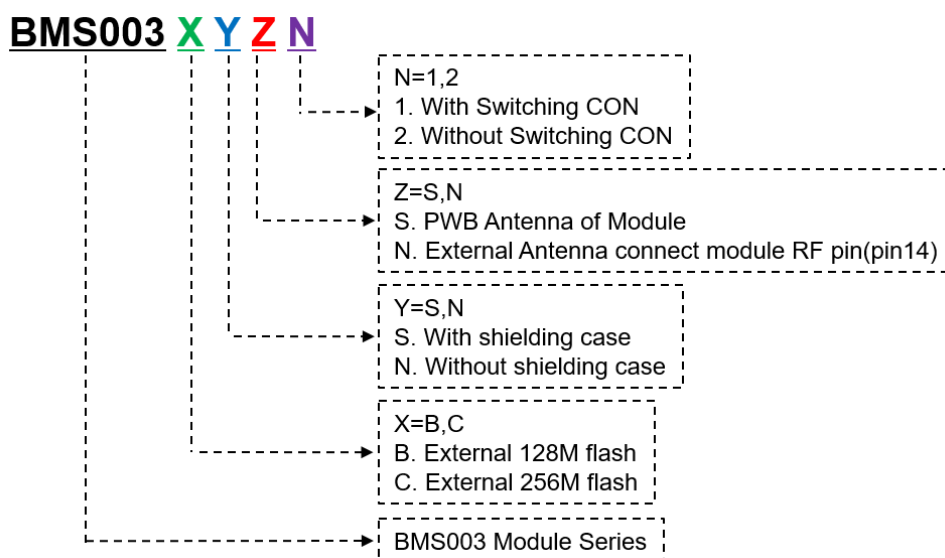 BMS003 X Y Z N
N=1,2
1. With Switching CON
2. Without Switching CON
Z=S,N
S. PWB Antenna of Module
N. External Antenna connect module RF pin(pin14)
Y=S,N
S. With shielding case
N. Without shielding case
X=B,C
B. External 128M flash
C. External 256M flash
BMS003 Module Series